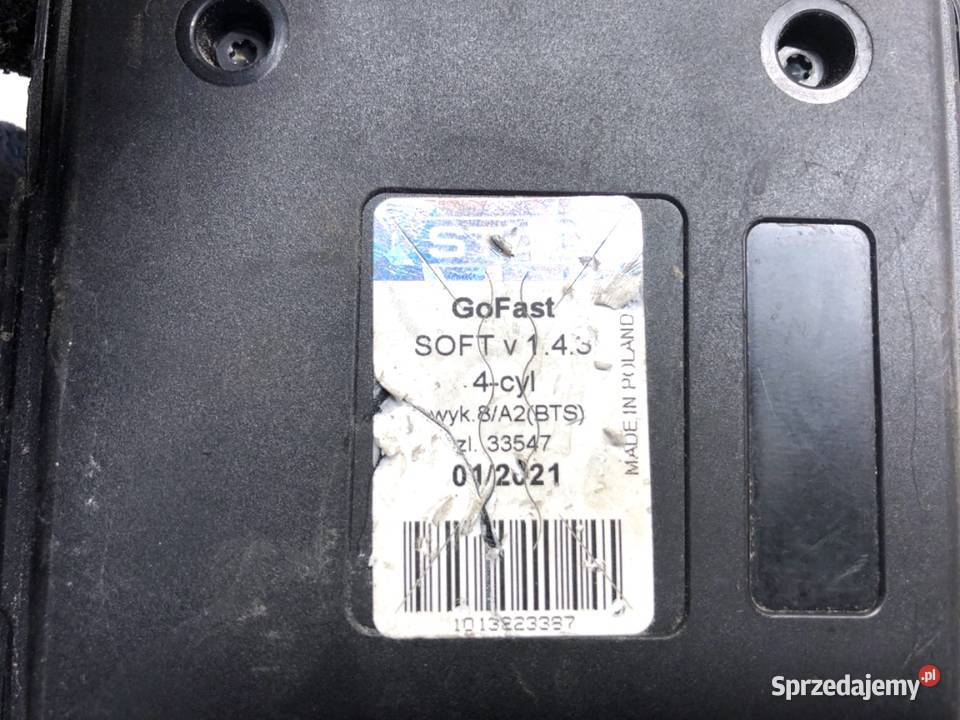 GoFast
SOFT v 1.4.3
4-cyl
wyk.8/A2(BTS)
zl. 33547
01/2021
MADE IN POLAND
1013223387
Sprzedajemy.pl